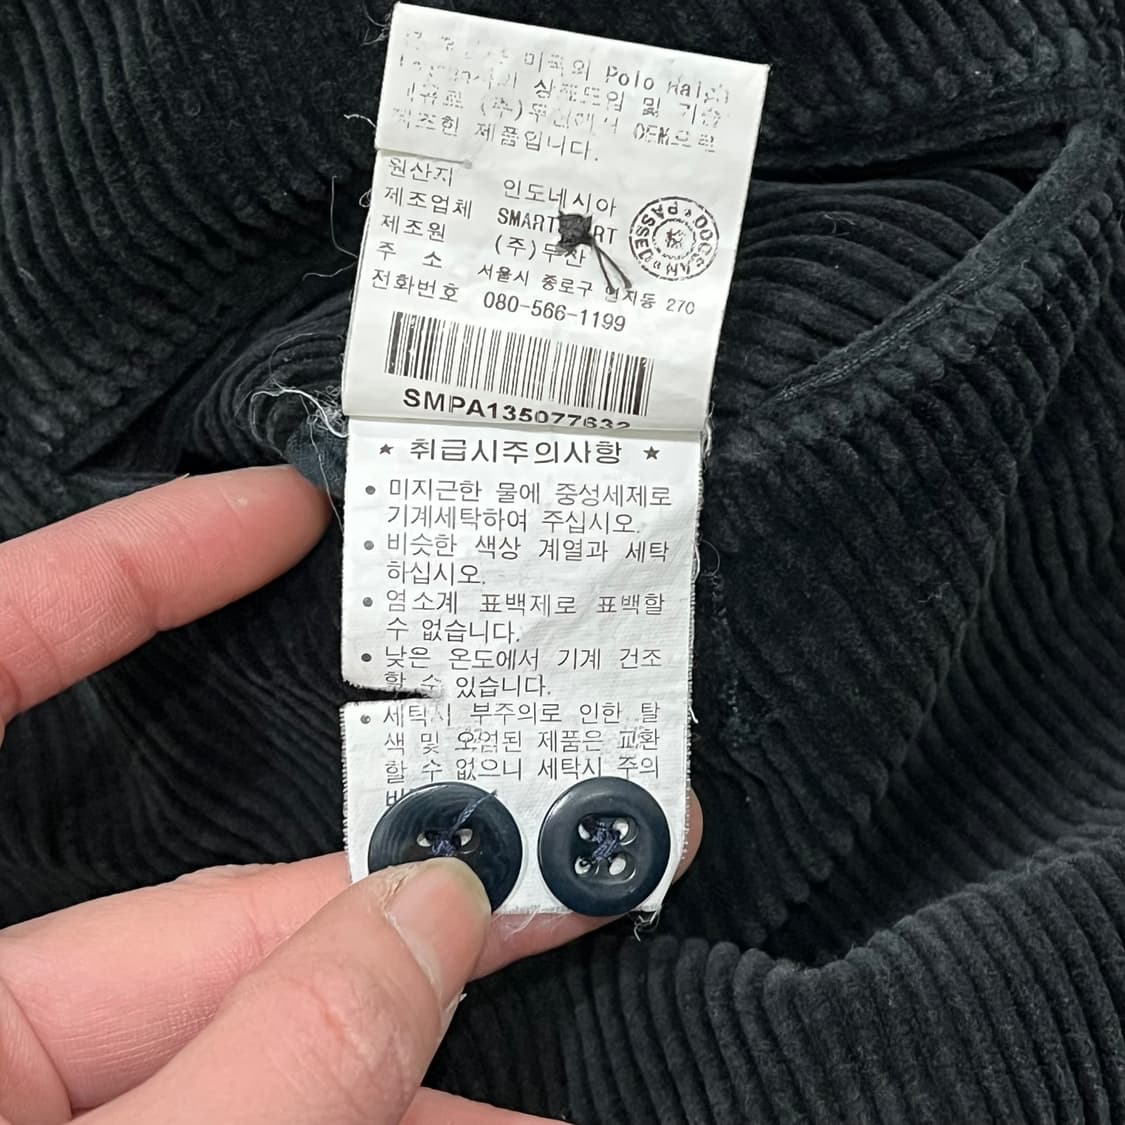 미국의 Polo
상표도입 및
(주)두산에서 OEM으로
제조한 제품입니다.
원산지 인도네시아
제조업체 SMART
제조원 (주)두산
주 소 서울시 종로구 270
전화번호 080-566-1199
DOOSAN PASSED
SMPA135077632
★ 취급시주의사항 ★
• 미지근한 물에 중성세제로
기계세탁하여 주십시오.
• 비슷한 색상 계열과 세탁
하십시오.
• 염소계 표백제로 표백할
수 없습니다.
• 낮은 온도에서 기계 건조
할 수 있습니다.
• 세탁시 부주의로 인한 탈
색 및 오염된 제품은 교환
할 수 없으니 세탁시 주의